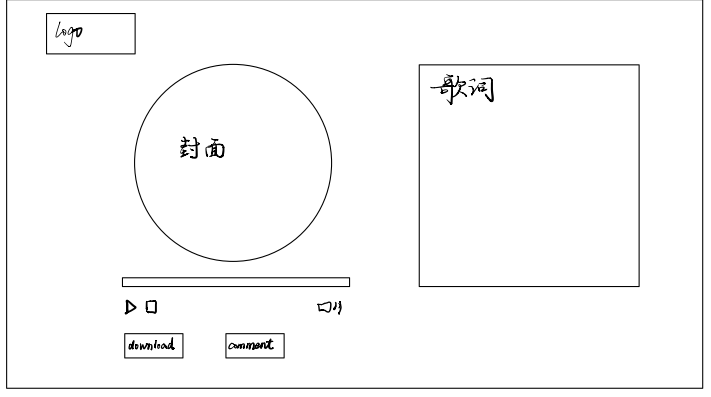 logo
封面
歌词
download
comment